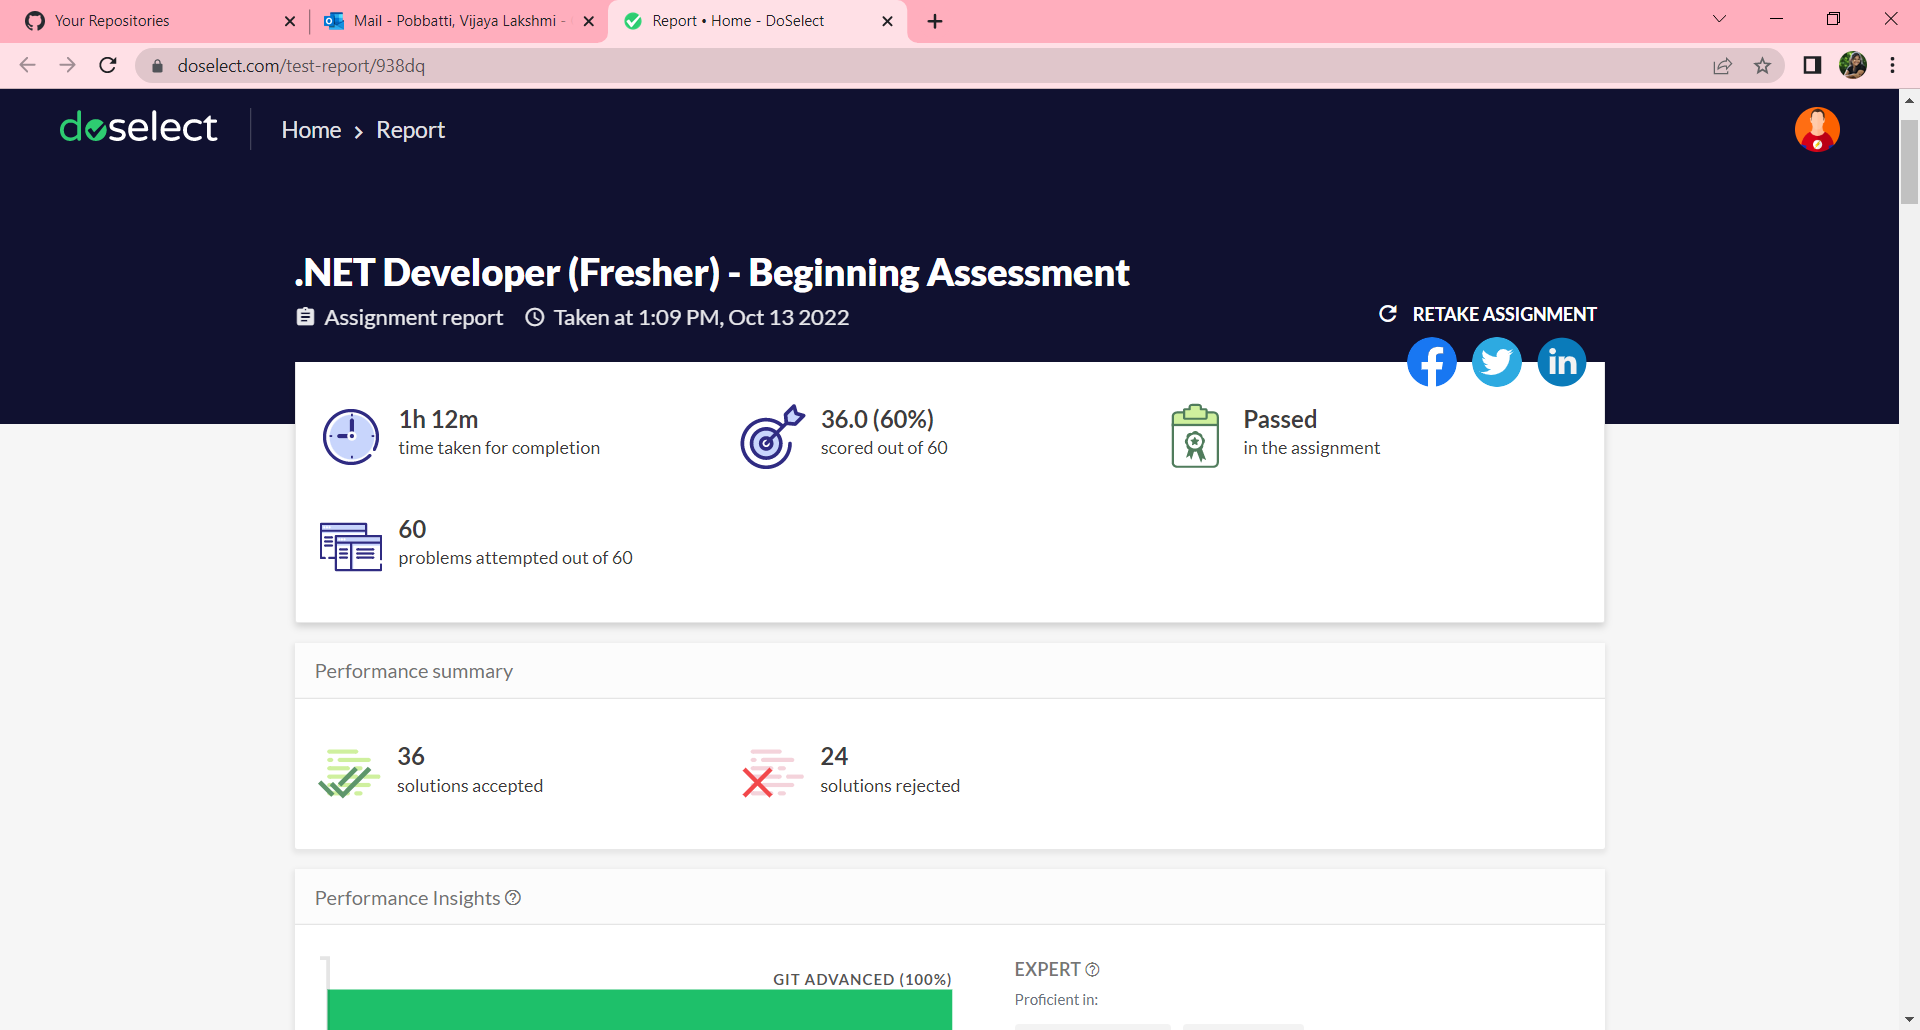 Your Repositories
Mail - Pobbatti, Vijaya Lakshmi -
Report • Home - DoSelect
doselect.com/test-report/938dq
doselect
Home > Report
.NET Developer (Fresher) - Beginning Assessment
Assignment report
Taken at 1:09 PM, Oct 13 2022
RETAKE ASSIGNMENT
1h 12m
time taken for completion
36.0 (60%)
scored out of 60
Passed
in the assignment
60
problems attempted out of 60
Performance summary
36
solutions accepted
24
solutions rejected
Performance Insights
GIT ADVANCED (100%)
EXPERT
Proficient in: